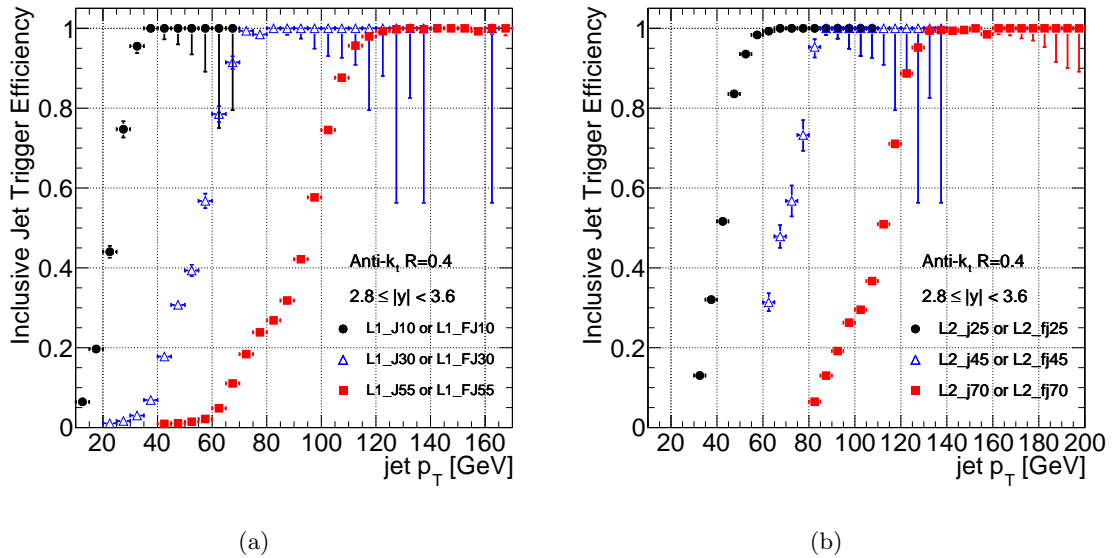 Inclusive Jet Trigger Efficiency
1
0.8
0.6
0.4
0.2
0
Anti-kt R=0.4
2.8 ≤ |y| < 3.6
L1_J10 or L1_FJ10
L1_J30 or L1_FJ30
L1_J55 or L1_FJ55
20 40 60 80 100 120 140 160
jet pT [GeV]
(a)
Inclusive Jet Trigger Efficiency
1
0.8
0.6
0.4
0.2
0
Anti-kt R=0.4
2.8 ≤ |y| < 3.6
L2_j25 or L2_fj25
L2_j45 or L2_fj45
L2_j70 or L2_fj70
20 40 60 80 100 120 140 160 180 200
jet pT [GeV]
(b)